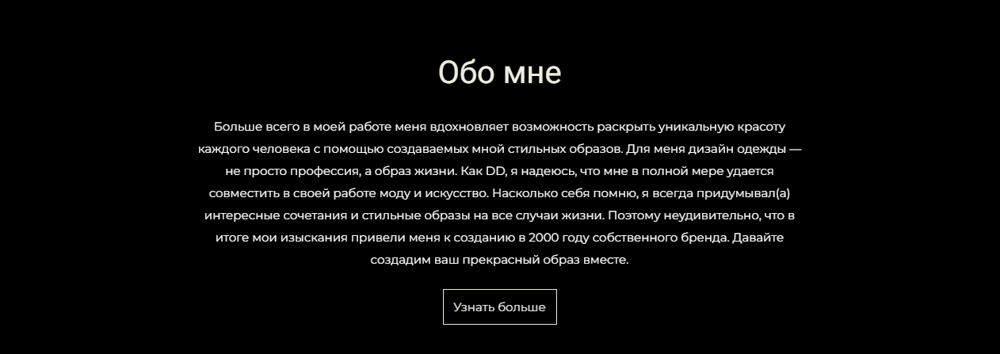 Обо мне
Больше всего в моей работе меня вдохновляет возможность раскрыть уникальную красоту
каждого человека с помощью создаваемых мной стильных образов. Для меня дизайн одежды —
не просто профессия, а образ жизни. Как DD, я надеюсь, что мне в полной мере удается
совместить в своей работе моду и искусство. Насколько себя помню, я всегда придумывал(а)
интересные сочетания и стильные образы на все случаи жизни. Поэтому неудивительно, что в
итоге мои изыскания привели меня к созданию в 2000 году собственного бренда. Давайте
создадим ваш прекрасный образ вместе.
Узнать больше